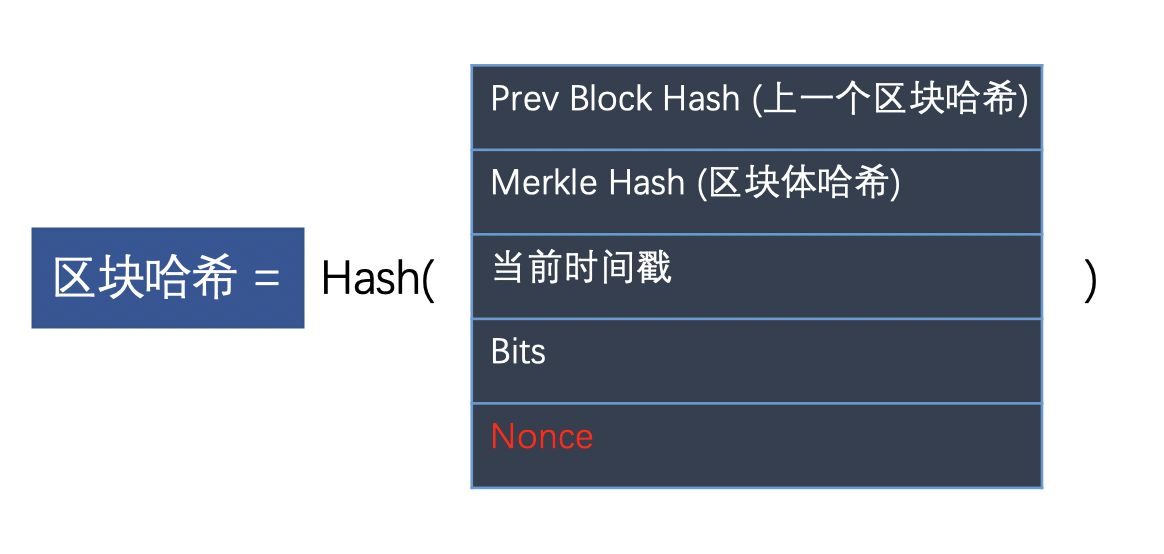 Prev Block Hash (上一个区块哈希)
Merkle Hash (区块体哈希)
区块哈希 = Hash( 当前时间戳 )
Bits
Nonce